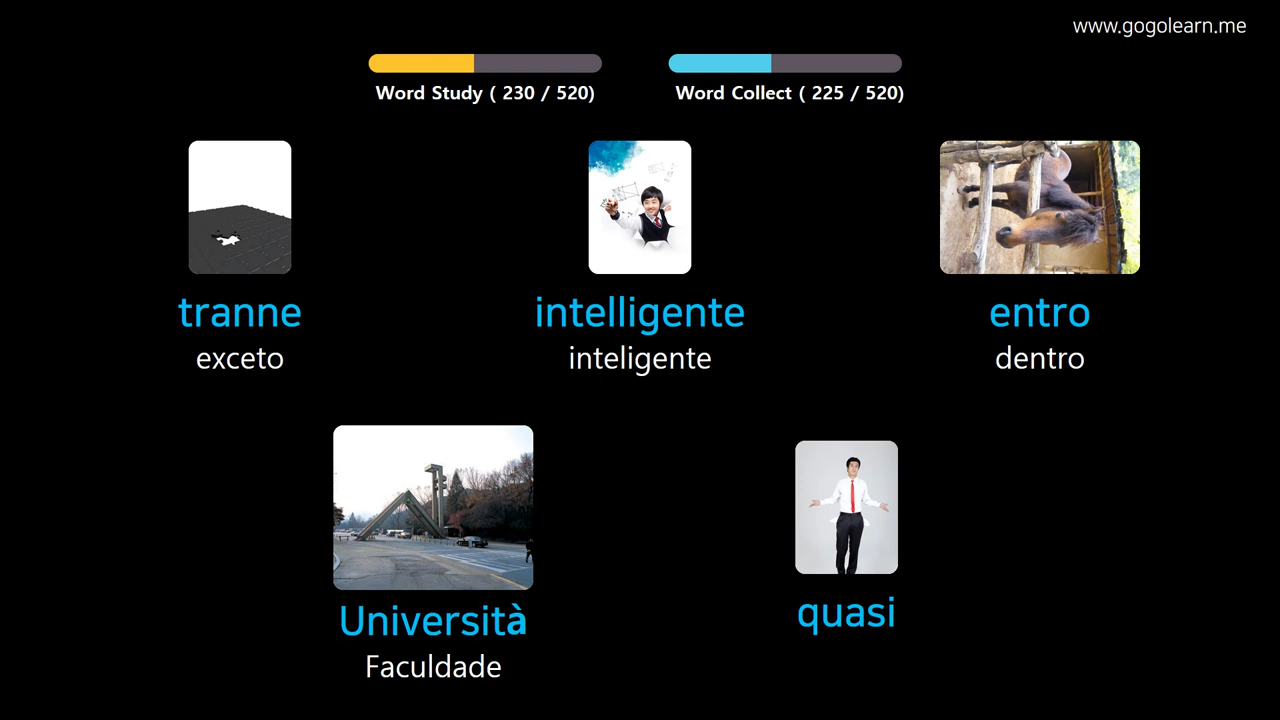 www.gogolearn.me
Word Study ( 230 / 520)
Word Collect ( 225 / 520)
tranne
exceto
intelligente
inteligente
entro
dentro
Università
Faculdade
quasi